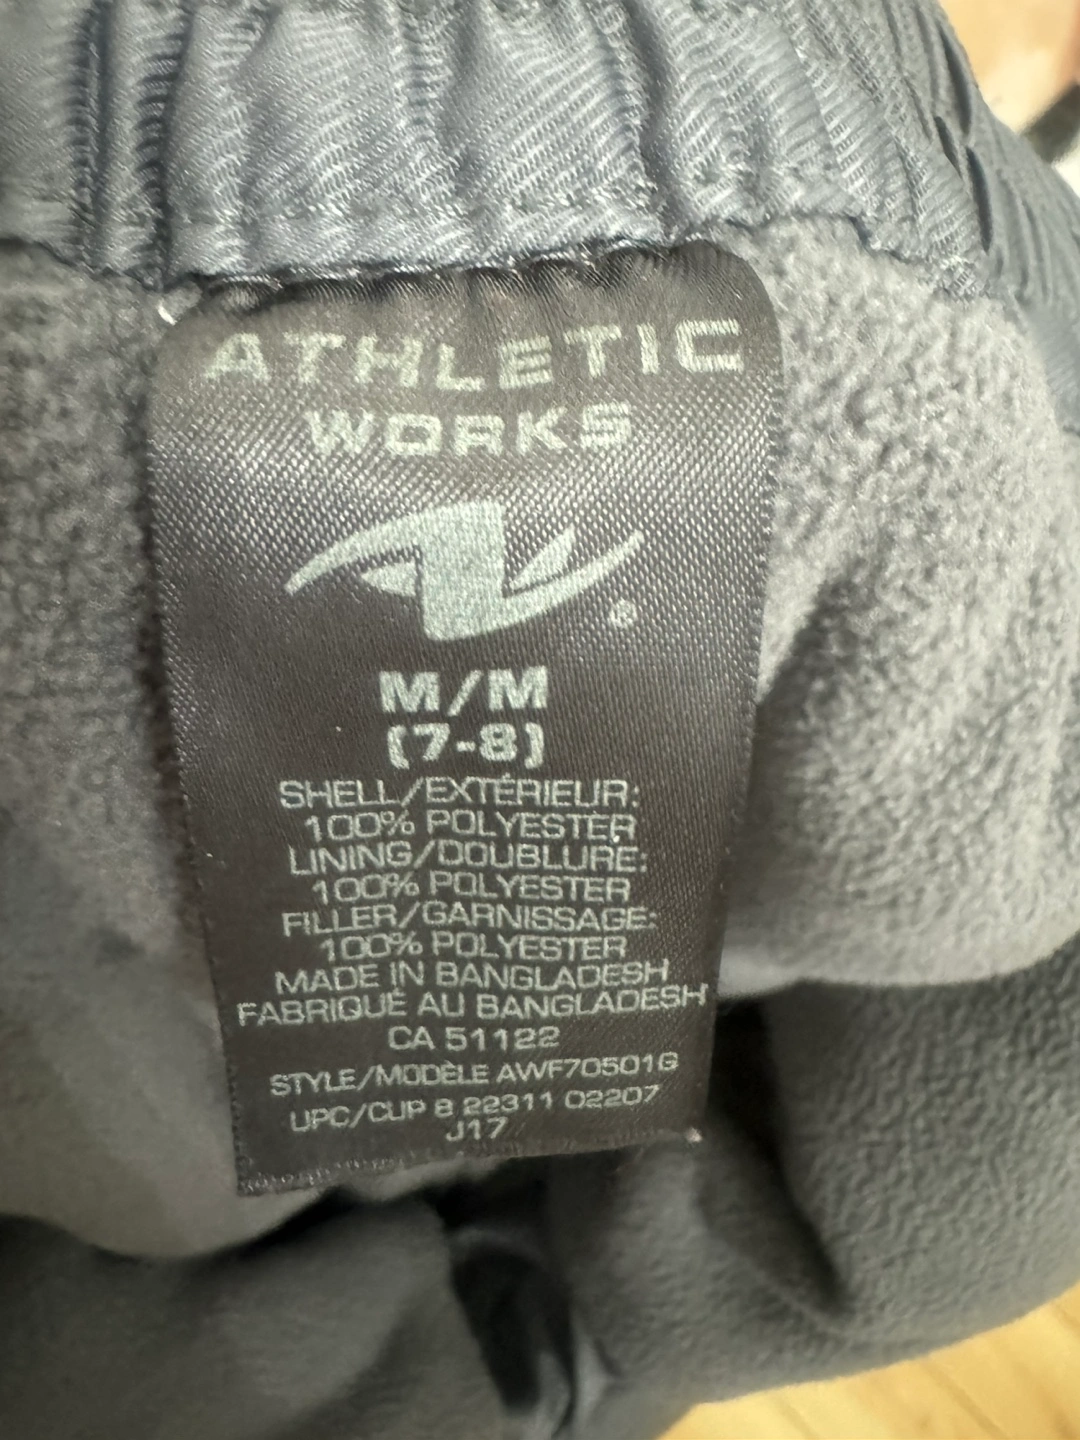 ATHLETIC
WORKS
®
M/M
(7-8)
SHELL/EXTÉRIEUR:
100% POLYESTER
LINING/DOUBLURE:
100% POLYESTER
FILLER/GARNISSAGE:
100% POLYESTER
MADE IN BANGLADESH
FABRIQUÉ AU BANGLADESH
CA 51122
STYLE/MODÈLE AWF70501G
UPC/CUP 8 22311 02207
J17